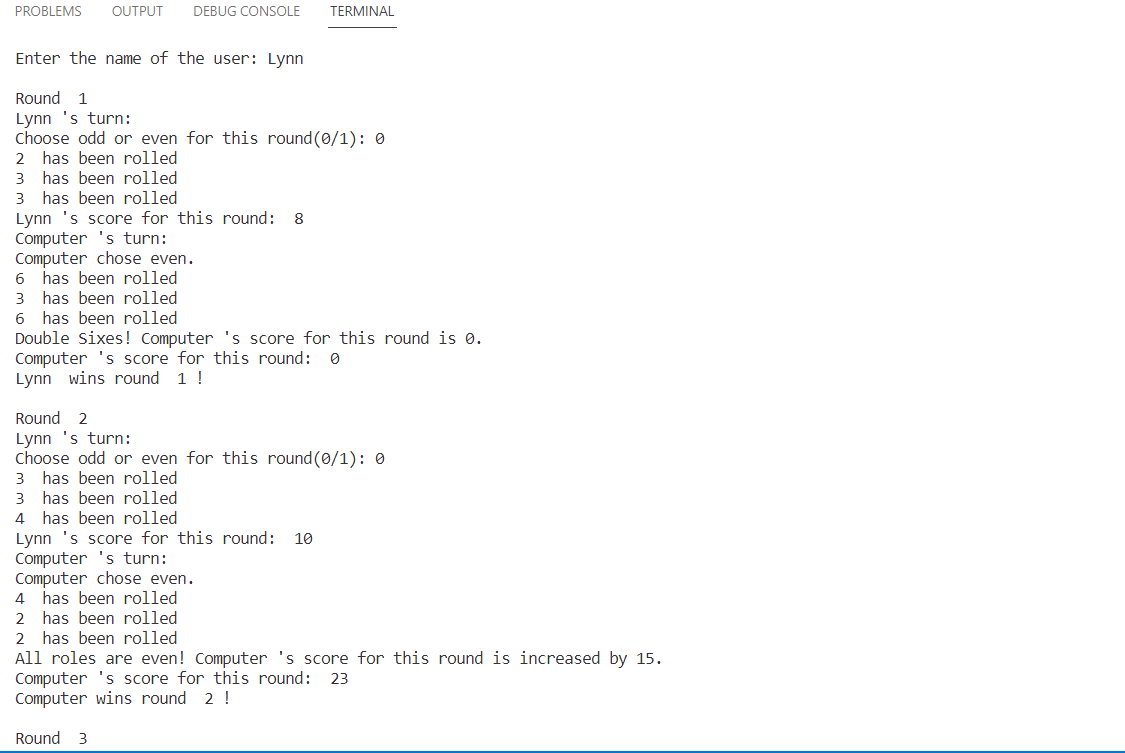 PROBLEMS OUTPUT DEBUG CONSOLE TERMINAL
Enter the name of the user: Lynn
Round  1
Lynn 's turn:
Choose odd or even for this round(0/1): 0
2  has been rolled
3  has been rolled
3  has been rolled
Lynn 's score for this round:  8
Computer 's turn:
Computer chose even.
6  has been rolled
3  has been rolled
6  has been rolled
Double Sixes! Computer 's score for this round is 0.
Computer 's score for this round:  0
Lynn  wins round  1 !
Round  2
Lynn 's turn:
Choose odd or even for this round(0/1): 0
3  has been rolled
3  has been rolled
4  has been rolled
Lynn 's score for this round:  10
Computer 's turn:
Computer chose even.
4  has been rolled
2  has been rolled
2  has been rolled
All roles are even! Computer 's score for this round is increased by 15.
Computer 's score for this round:  23
Computer wins round  2 !
Round  3